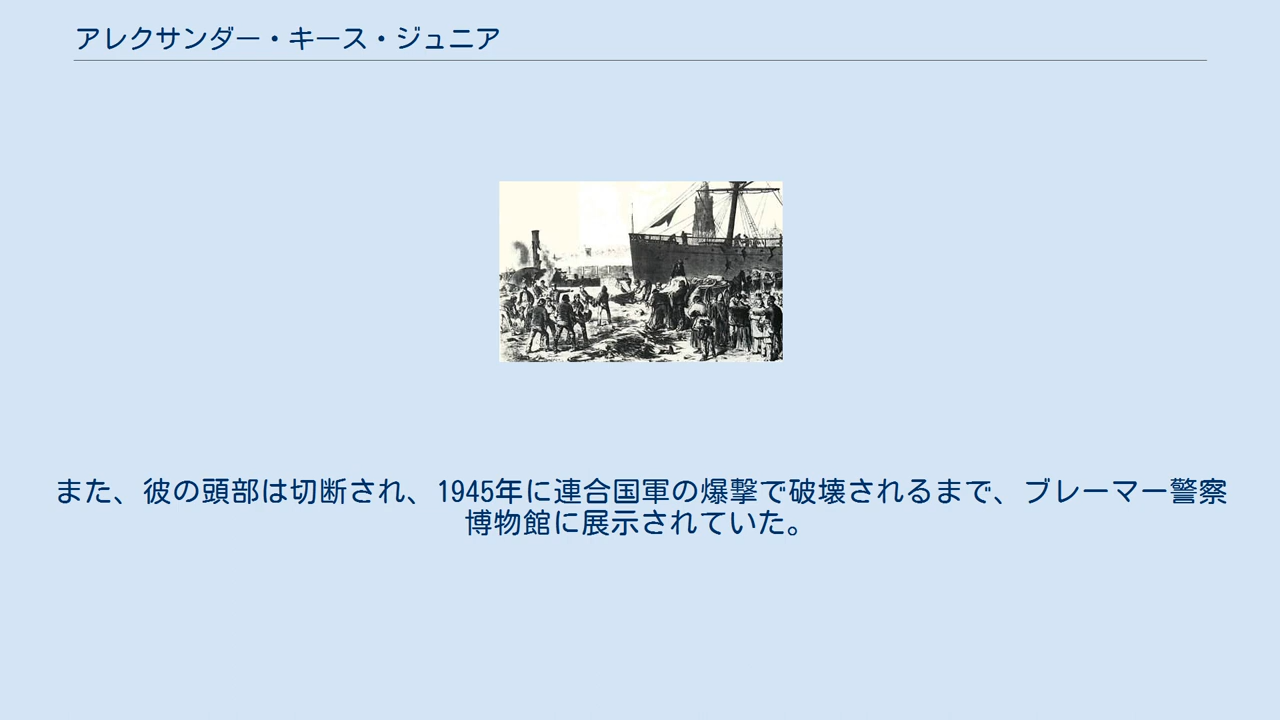 アレクサンダー・キース・ジュニア
また、彼の頭部は切断され、1945年に連合国軍の爆撃で破壊されるまで、ブレーマー警察
博物館に展示されていた。